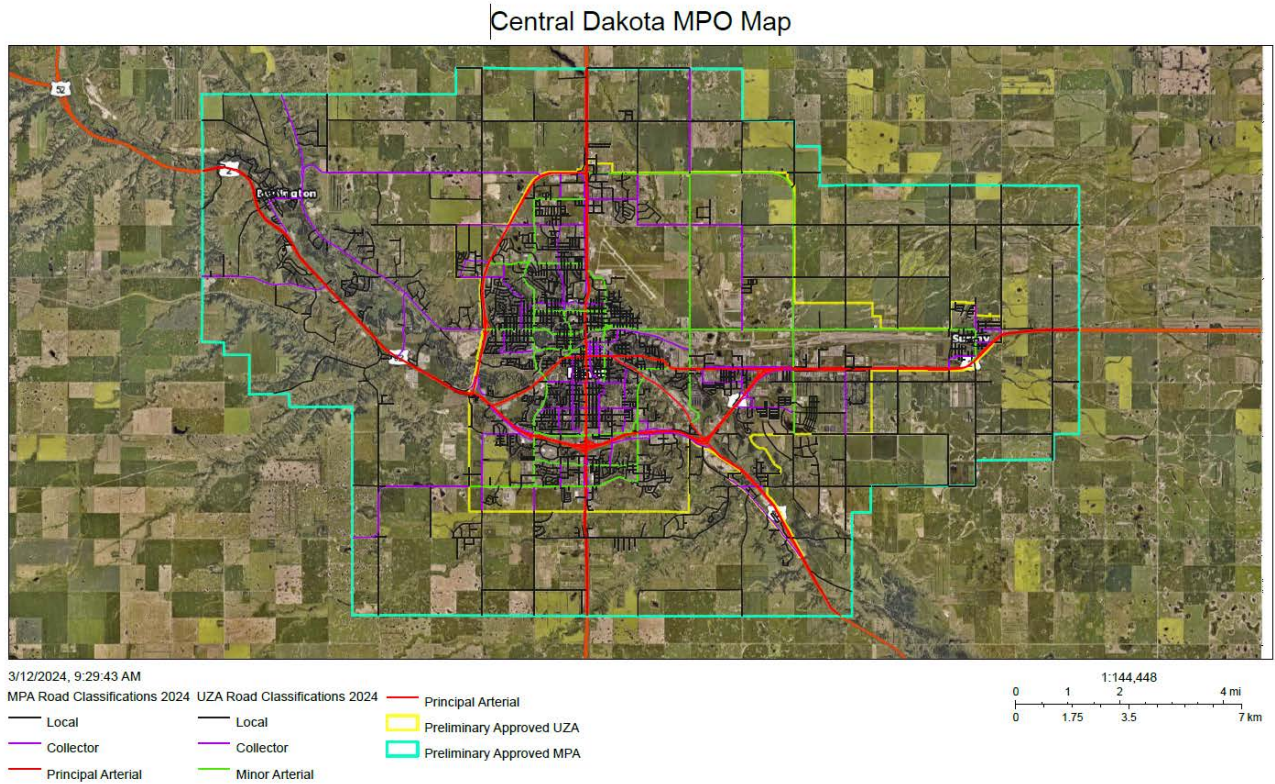 Central Dakota MPO Map
52
2
Burlington
Surrey
3/12/2024, 9:29:43 AM
MPA Road Classifications 2024
Local
Collector
Principal Arterial
UZA Road Classifications 2024
Local
Collector
Minor Arterial
Principal Arterial
Preliminary Approved UZA
Preliminary Approved MPA
1:144,448
0 1 2 4 mi
0 1.75 3.5 7 km